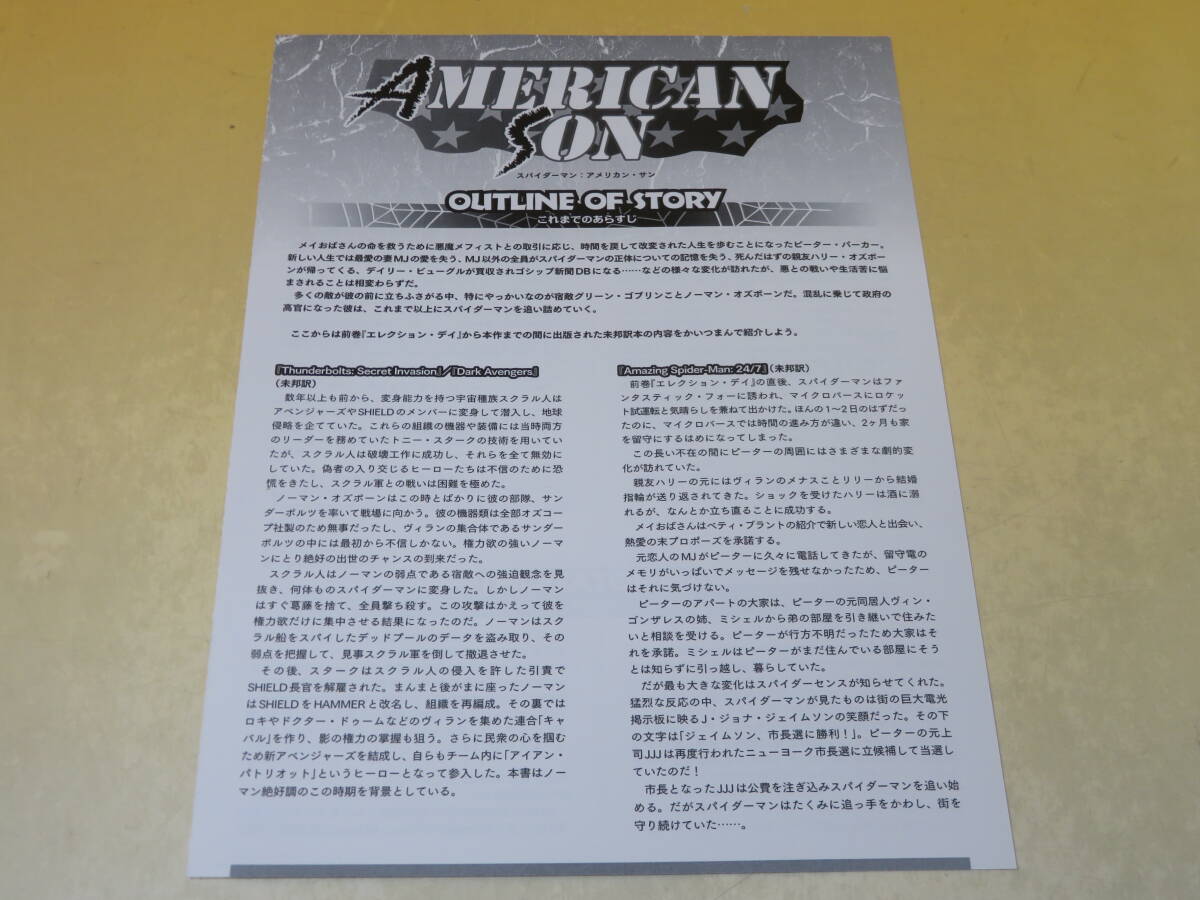 AMERICAN
SON
スパイダーマン：アメリカン・サン
OUTLINE OF STORY
これまでのあらすじ
メイおばさんの命を救うために悪魔メフィストとの取引に応じ、時間を戻して改変された人生を歩むことになったピーター・パーカー。
新しい人生では最愛の妻MJの愛を失う、MJ以外の全員がスパイダーマンの正体についての記憶を失う、死んだはずの親友ハリー・オズボー
ンが帰ってくる、デイリー・ビューグルが買収されゴシップ新聞DBになる……などの様々な変化が訪れたが、悪との戦いや生活苦に悩
まされることは相変わらずだ。
多くの敵が彼の前に立ちふさがる中、特にやっかいなのが宿敵グリーン・ゴブリンことノーマン・オズボーンだ。混乱に乗じて政府の
高官になった彼は、これまで以上にスパイダーマンを追い詰めていく。
ここからは前巻『エレクション・デイ』から本作までの間に出版された未邦訳本の内容をかいつまんで紹介しよう。
『Thunderbolts: Secret Invasion』／『Dark Avengers』
（未邦訳）
数年以上も前から、変身能力を持つ宇宙種族スクラル人は
アベンジャーズやSHIELDのメンバーに変身して潜入し、地球
侵略を企てていた。これらの組織の機器や装備には当時両方
のリーダーを務めていたトニー・スタークの技術を用いてい
たが、スクラル人は破壊工作に成功し、それらを全て無効に
していた。偽者の入り交じるヒーローたちは不信のために恐
慌をきたし、スクラル軍との戦いは困難を極めた。
ノーマン・オズボーンはこの時とばかりに彼の部隊、サン
ダーボルツを率いて戦場に向かう。彼の機器類は全部オズコー
プ社製のため無事だったし、ヴィランの集合体であるサンダー
ボルツの中には最初から不信しかない。権力欲の強いノーマ
ンにとり絶好の出世のチャンスの到来だった。
スクラル人はノーマンの弱点である宿敵への強迫観念を見
抜き、何体ものスパイダーマンに変身した。しかしノーマン
はすぐ葛藤を捨て、全員撃ち殺す。この攻撃はかえって彼を
権力欲だけに集中させる結果になったのだ。ノーマンはスク
ラル船をスパイしたデッドプールのデータを盗み取り、その
弱点を把握して、見事スクラル軍を倒して撤退させた。
その後、スタークはスクラル人の侵入を許した引責で
SHIELD長官を解雇された。まんまと後がまに座ったノーマン
はSHIELDをHAMMERと改名し、組織を再編成。その裏では
ロキやドクター・ドゥームなどのヴィランを集めた連合「キャ
バル」を作り、影の権力の掌握も狙う。さらに民衆の心を掴む
ため新アベンジャーズを結成し、自らもチーム内に「アイアン・
パトリオット」というヒーローとなって参入した。本書はノー
マン絶好調のこの時期を背景としている。
『Amazing Spider-Man: 24/7』（未邦訳）
前巻『エレクション・デイ』の直後、スパイダーマンはファ
ンタスティック・フォーに誘われ、マイクロバースにロケッ
ト試運転と気晴らしを兼ねて出かけた。ほんの1〜2日のはずだっ
たのに、マイクロバースでは時間の進み方が違い、2ヶ月も家
を留守にするはめになってしまった。
この長い不在の間にピーターの周囲にはさまざまな劇的変
化が訪れていた。
親友ハリーの元にはヴィランのメナスことリリーから結婚
指輪が送り返されてきた。ショックを受けたハリーは酒に溺
れるが、なんとか立ち直ることに成功する。
メイおばさんはベティ・ブラントの紹介で新しい恋人と出会い、
熱愛の末プロポーズを承諾する。
元恋人のMJがピーターに久々に電話してきたが、留守電の
メモリがいっぱいでメッセージを残せなかったため、ピーター
はそれに気づけない。
ピーターのアパートの大家は、ピーターの元同居人ヴィン・
ゴンザレスの姉、ミシェルから弟の部屋を引き継いで住みた
いと相談を受ける。ピーターが行方不明だったため大家はそ
れを承諾。ミシェルはピーターがまだ住んでいる部屋にそう
とは知らずに引っ越し、暮らしていた。
だが最も大きな変化はスパイダーセンスが知らせてくれた。
猛烈な反応の中、スパイダーマンが見たものは街の巨大電光
掲示板に映るJ・ジョナ・ジェイムソンの笑顔だった。その下
の文字は「ジェイムソン、市長選に勝利！」。ピーターの元上
司JJJは再度行われたニューヨーク市長選に立候補して当選し
ていたのだ！
市長となったJJJは公費を注ぎ込みスパイダーマンを追い始
める。だがスパイダーマンはたくみに追っ手をかわし、街を
守り続けていた……。